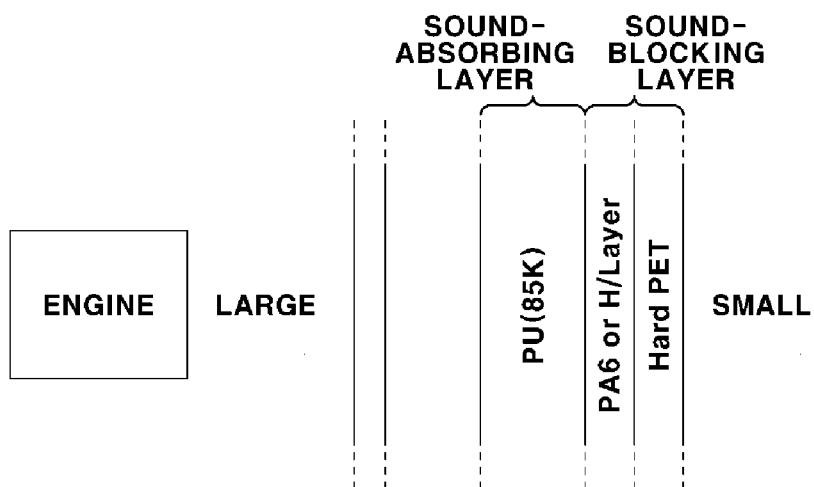 SOUND-
ABSORBING
LAYER
SOUND-
BLOCKING
LAYER
ENGINE
LARGE
PU(85K)
PA6 or H/Layer
Hard PET
SMALL